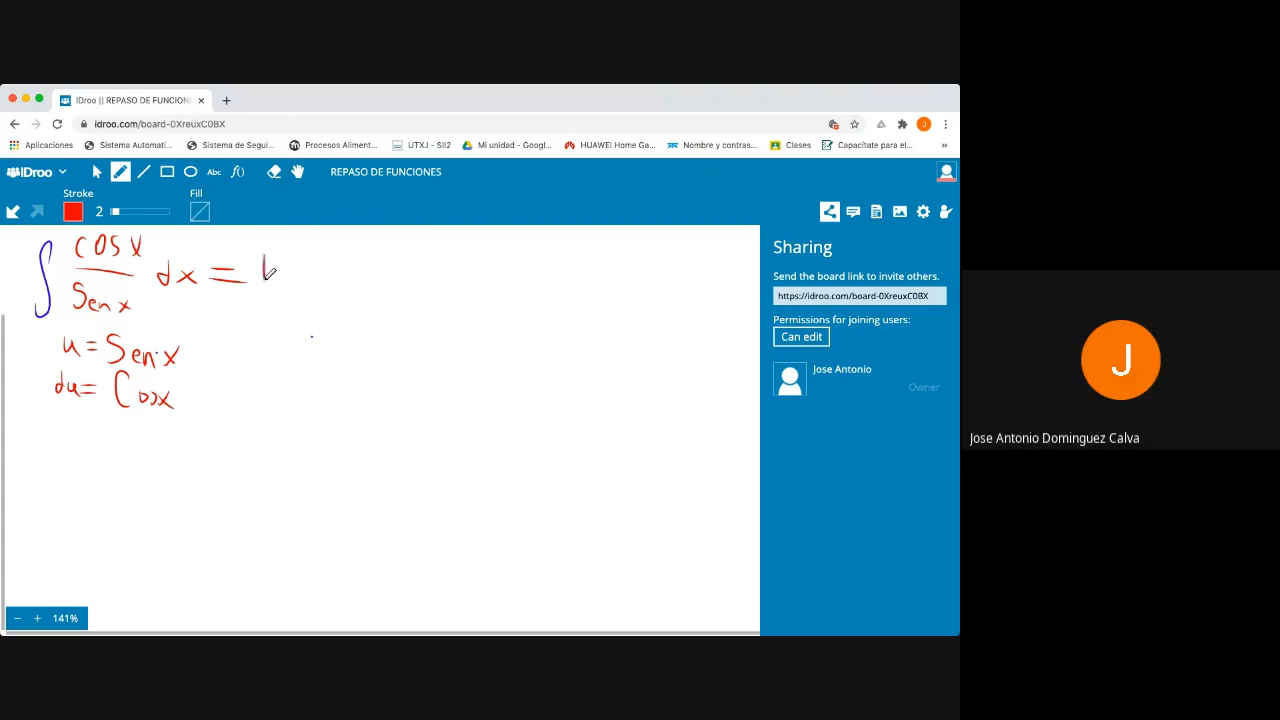 IDroo || REPASO DE FUNCIONE
idroo.com/board-0XreuxC0BX
J
Aplicaciones
Sistema Automati...
Sistema de Segui...
Procesos Aliment...
UTXJ - SII2
Mi unidad - Googl...
HUAWEI Home Ga...
Nombre y contras...
Clases
Capacítate para el...
»
IDroo
Abc
f()
REPASO DE FUNCIONES
Stroke
Fill
2
∫ cos x / Sen x dx =
u = Sen x
du = Cos x
Sharing
Send the board link to invite others.
https://idroo.com/board-0XreuxC0BX
Permissions for joining users:
Can edit
Jose Antonio
Owner
− + 141%
J
Jose Antonio Dominguez Calva